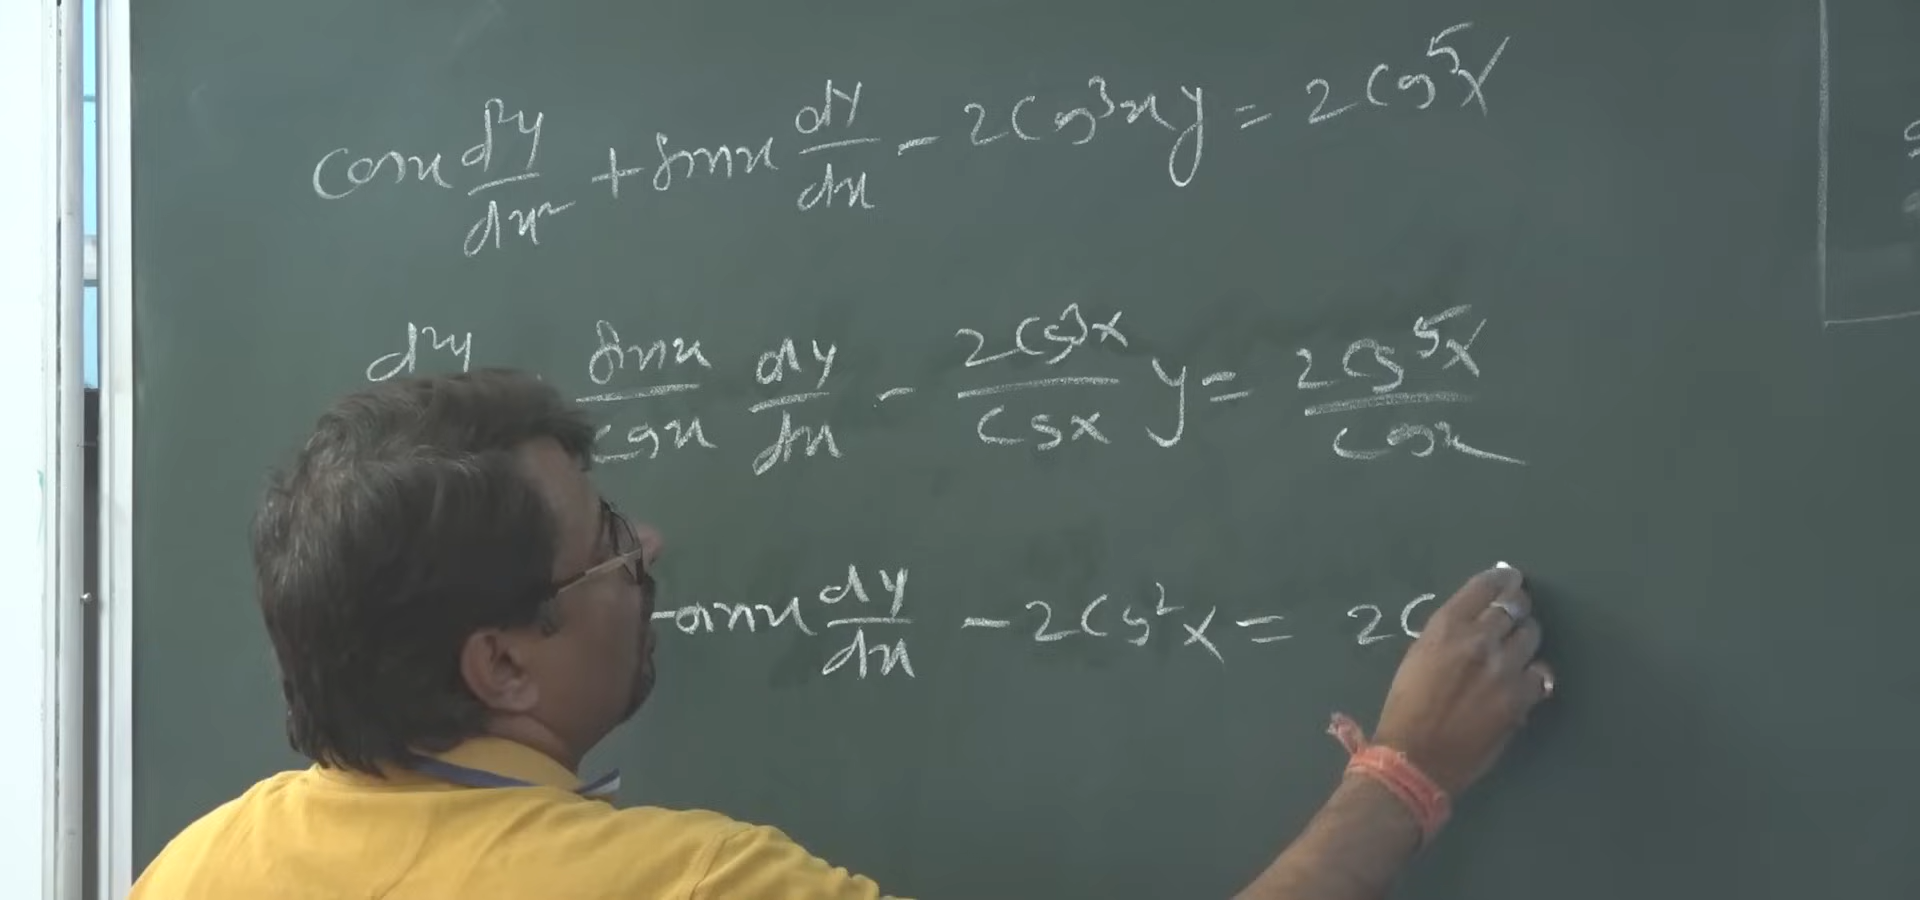 cosx d²y/dx² + sinx dy/dx - 2cos³x y = 2cos⁵x
d²y sinx/cosx dy/dx - 2cos³x/cosx y = 2cos⁵x/cosx
tanx dy/dx - 2cos²x = 2C